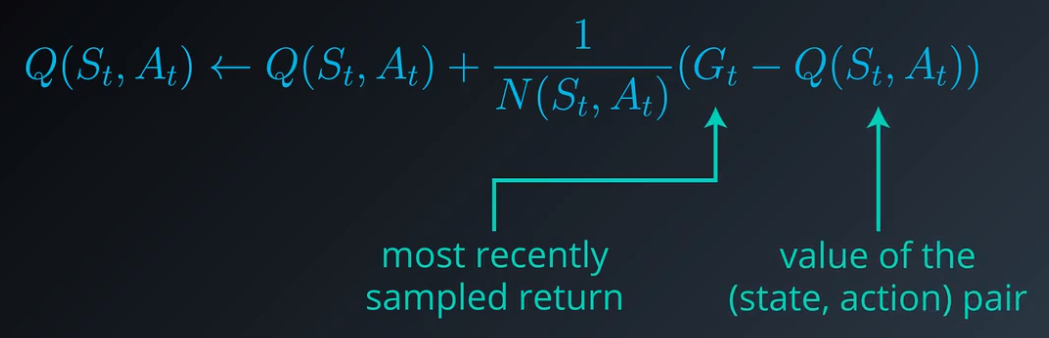 Q(S_t, A_t) ← Q(S_t, A_t) + \frac{1}{N(S_t, A_t)}(G_t − Q(S_t, A_t))
most recently
sampled return
value of the
(state, action) pair